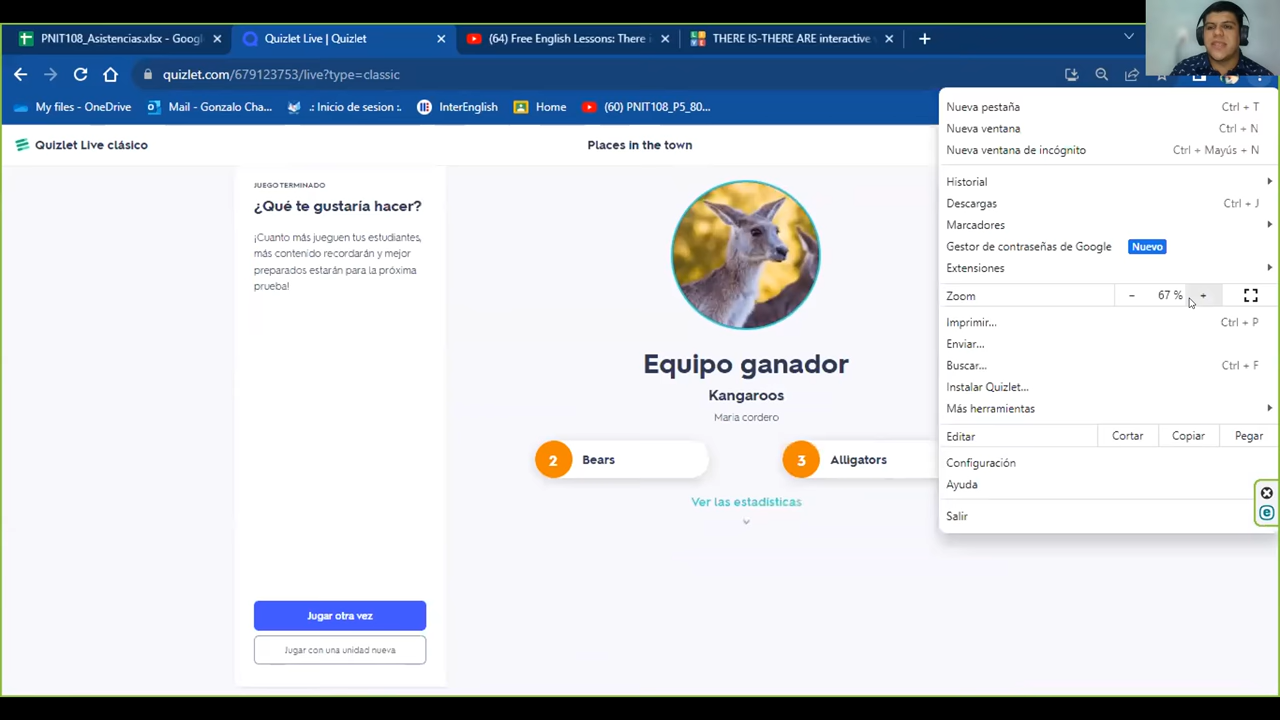 PNIT108_Asistencias.xlsx - Googl
Quizlet Live | Quizlet
(64) Free English Lessons: There i
THERE IS-THERE ARE interactive
quizlet.com/679123753/live?type=classic
My files - OneDrive
Mail - Gonzalo Cha...
.: Inicio de sesion :.
InterEnglish
Home
(60) PNIT108_P5_80...
Quizlet Live clásico
Places in the town
JUEGO TERMINADO
¿Qué te gustaría hacer?
¡Cuanto más jueguen tus estudiantes,
más contenido recordarán y mejor
preparados estarán para la próxima
prueba!
Jugar otra vez
Jugar con una unidad nueva
Equipo ganador
Kangaroos
Maria cordero
2 Bears
3 Alligators
Ver las estadísticas
Nueva pestaña Ctrl + T
Nueva ventana Ctrl + N
Nueva ventana de incógnito Ctrl + Mayús + N
Historial
Descargas Ctrl + J
Marcadores
Gestor de contraseñas de Google Nuevo
Extensiones
Zoom - 67 % +
Imprimir... Ctrl + P
Enviar...
Buscar... Ctrl + F
Instalar Quizlet...
Más herramientas
Editar Cortar Copiar Pegar
Configuración
Ayuda
Salir